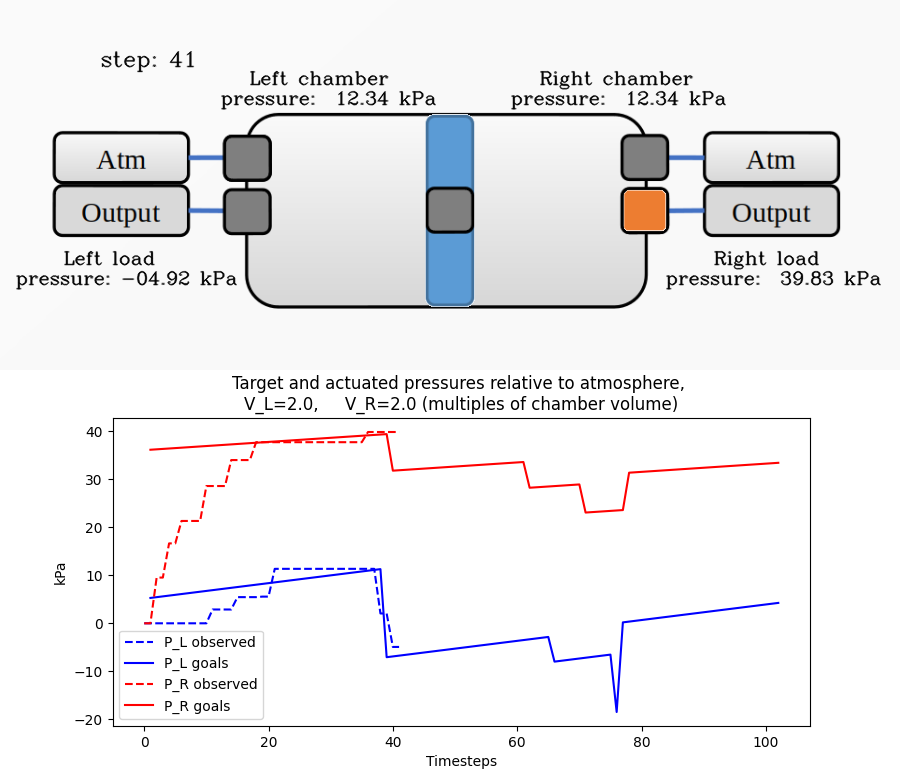 step: 41
Left chamber
pressure: 12.34 kPa
Right chamber
pressure: 12.34 kPa
Atm
Output
Atm
Output
Left load
pressure: -04.92 kPa
Right load
pressure: 39.83 kPa
Target and actuated pressures relative to atmosphere,
V_L=2.0, V_R=2.0 (multiples of chamber volume)
kPa
40
30
20
10
0
−10
−20
P_L observed
P_L goals
P_R observed
P_R goals
0 20 40 60 80 100
Timesteps